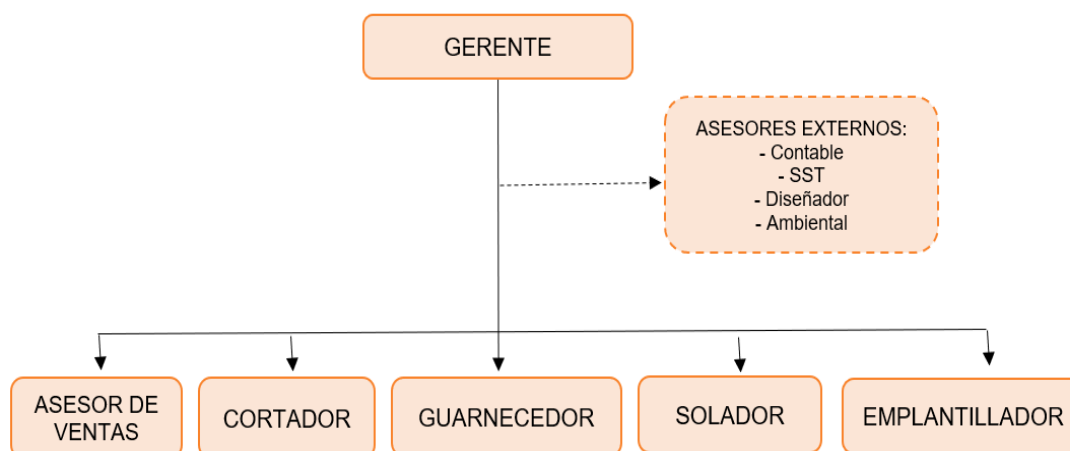 GERENTE
ASESORES EXTERNOS:
- Contable
- SST
- Diseñador
- Ambiental
ASESOR DE
VENTAS
CORTADOR
GUARNECEDOR
SOLADOR
EMPLANTILLADOR